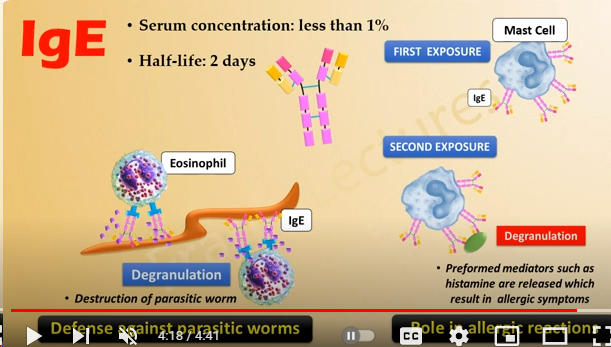 IgE
• Serum concentration: less than 1%
• Half-life: 2 days
FIRST EXPOSURE
Mast Cell
IgE
SECOND EXPOSURE
Degranulation
• Preformed mediators such as
histamine are released which
result in allergic symptoms
Eosinophil
IgE
Degranulation
• Destruction of parasitic worm
Defense against parasitic worms
Role in allergic reactions
4:18 / 4:41
CC